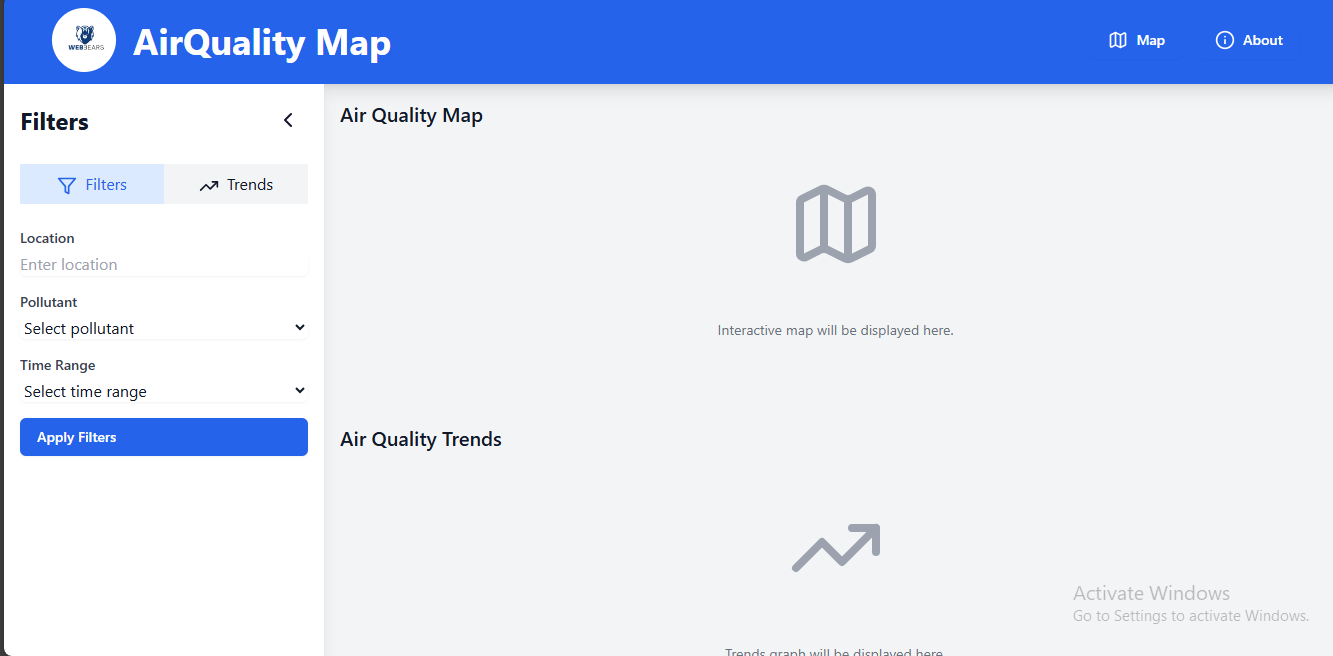 WEBBEARS
AirQuality Map
Map
About
Filters
Filters
Trends
Location
Enter location
Pollutant
Select pollutant
Time Range
Select time range
Apply Filters
Air Quality Map
Interactive map will be displayed here.
Air Quality Trends
Trends graph will be displayed here
Activate Windows
Go to Settings to activate Windows.